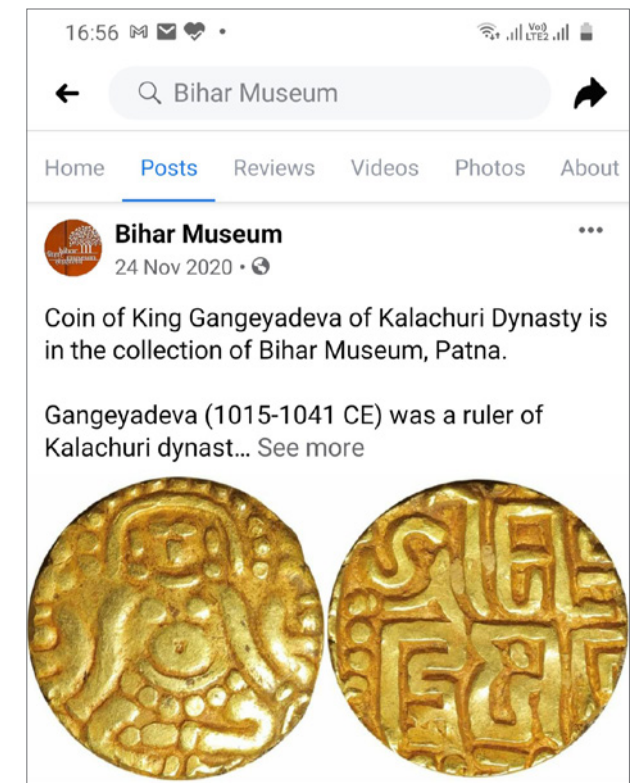 16:56
Vo)) LTE2
Bihar Museum
Home Posts Reviews Videos Photos About
Bihar Museum
24 Nov 2020 •
Coin of King Gangeyadeva of Kalachuri Dynasty is
in the collection of Bihar Museum, Patna.
Gangeyadeva (1015-1041 CE) was a ruler of
Kalachuri dynast... See more